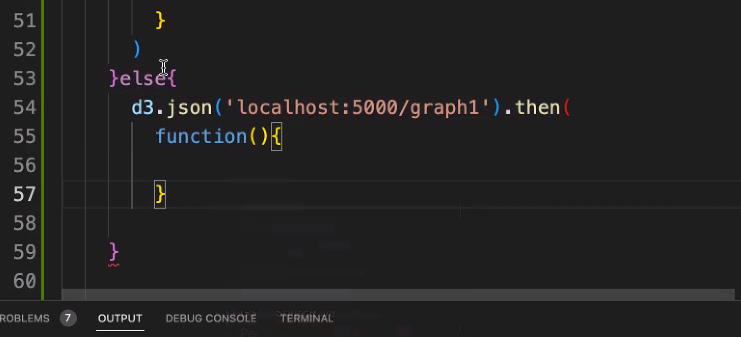 51 }
52 )
53 }else{
54 d3.json('localhost:5000/graph1').then(
55 function(){
56
57 }
58
59 }
60
ROBLEMS 7 OUTPUT DEBUG CONSOLE TERMINAL